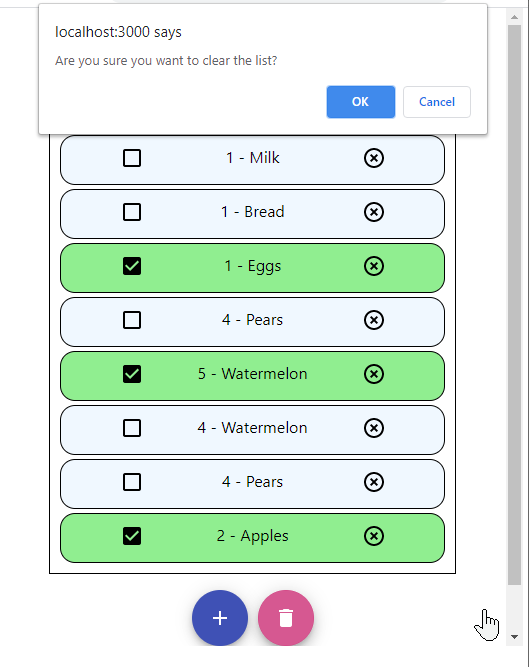 localhost:3000 says
Are you sure you want to clear the list?
OK Cancel
1 - Milk
1 - Bread
1 - Eggs
4 - Pears
5 - Watermelon
4 - Watermelon
4 - Pears
2 - Apples